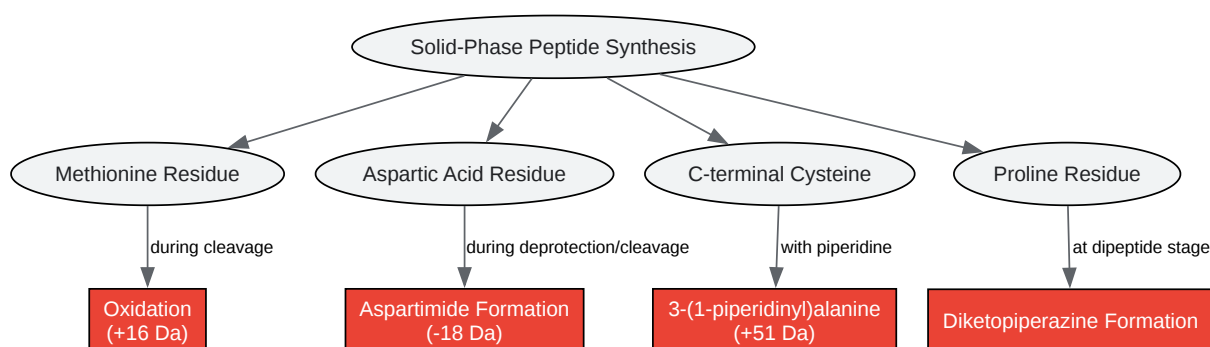 Solid-Phase Peptide Synthesis
Methionine Residue
Aspartic Acid Residue
C-terminal Cysteine
Proline Residue
during cleavage
during deprotection/cleavage
with piperidine
at dipeptide stage
Oxidation
(+16 Da)
Aspartimide Formation
(-18 Da)
3-(1-piperidinyl)alanine
(+51 Da)
Diketopiperazine Formation